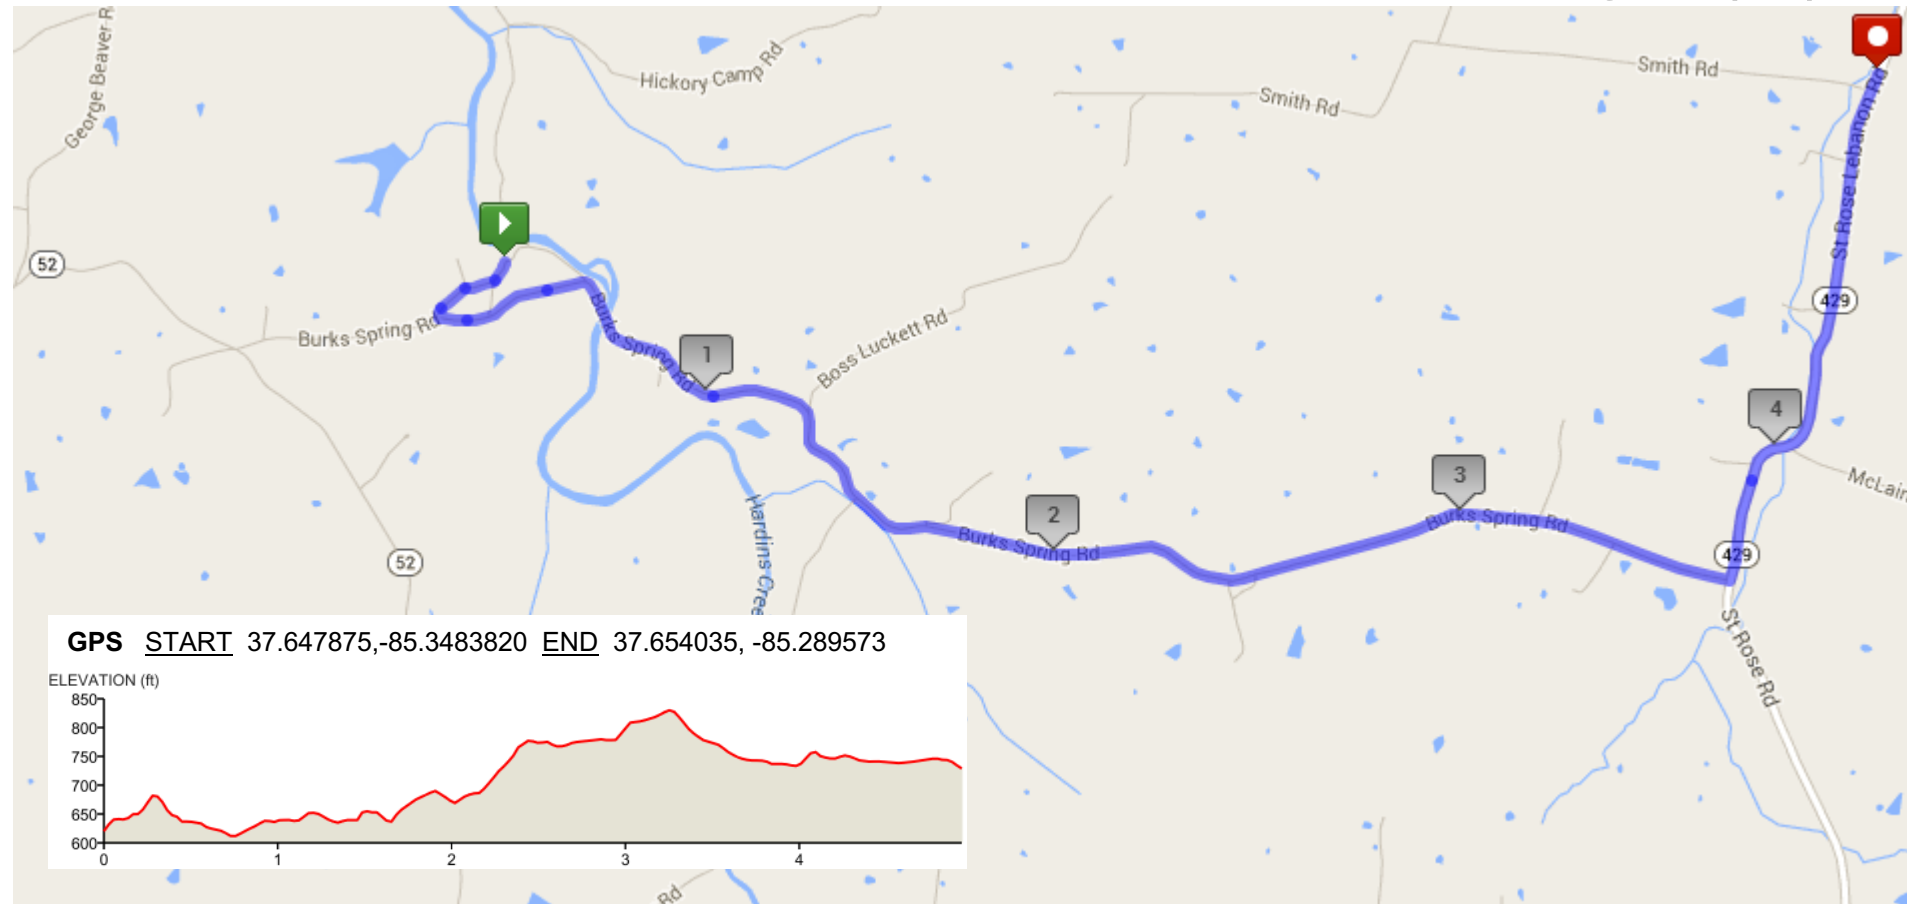 George Beaver R
Hickory Camp Rd
Smith Rd
Smith Rd
St Rose Lebanon Rd
52
Burks Spring Rd
Burks Spring Rd
Boss Luckett Rd
429
1
4
McLain
3
2
Burks Spring Rd
Burks Spring Rd
Hardins Cree
52
429
St Rose Rd
GPS START 37.647875,-85.3483820 END 37.654035, -85.289573
ELEVATION (ft)
850
800
750
700
650
600
0 1 2 3 4
Rd